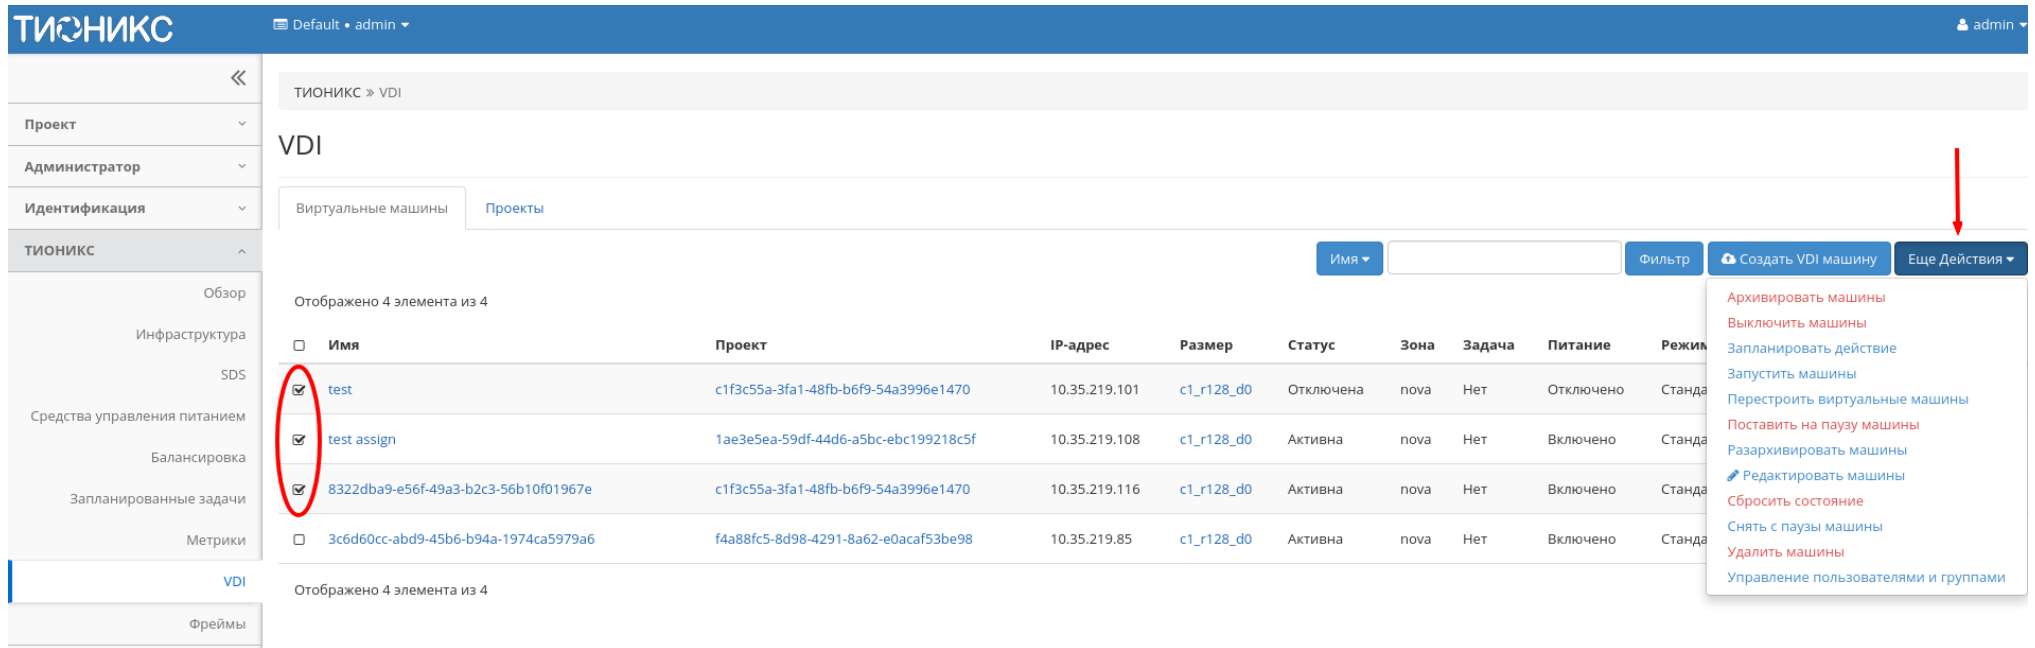 ТИОНИКС
Default • admin
admin
ТИОНИКС » VDI
Проект
Администратор
Идентификация
ТИОНИКС
Обзор
Инфраструктура
SDS
Средства управления питанием
Балансировка
Запланированные задачи
Метрики
VDI
Фреймы
VDI
Виртуальные машины Проекты
Имя Фильтр Создать VDI машину Еще Действия
Отображено 4 элемента из 4
Имя Проект IP-адрес Размер Статус Зона Задача Питание Режим
test c1f3c55a-3fa1-48fb-b6f9-54a3996e1470 10.35.219.101 c1_r128_d0 Отключена nova Нет Отключено Станда
test assign 1ae3e5ea-59df-44d6-a5bc-ebc199218c5f 10.35.219.108 c1_r128_d0 Активна nova Нет Включено Станда
8322dba9-e56f-49a3-b2c3-56b10f01967e c1f3c55a-3fa1-48fb-b6f9-54a3996e1470 10.35.219.116 c1_r128_d0 Активна nova Нет Включено Станда
3c6d60cc-abd9-45b6-b94a-1974ca5979a6 f4a88fc5-8d98-4291-8a62-e0acaf53be98 10.35.219.85 c1_r128_d0 Активна nova Нет Включено Станда
Отображено 4 элемента из 4
Архивировать машины
Выключить машины
Запланировать действие
Запустить машины
Перестроить виртуальные машины
Поставить на паузу машины
Разархивировать машины
Редактировать машины
Сбросить состояние
Снять с паузы машины
Удалить машины
Управление пользователями и группами